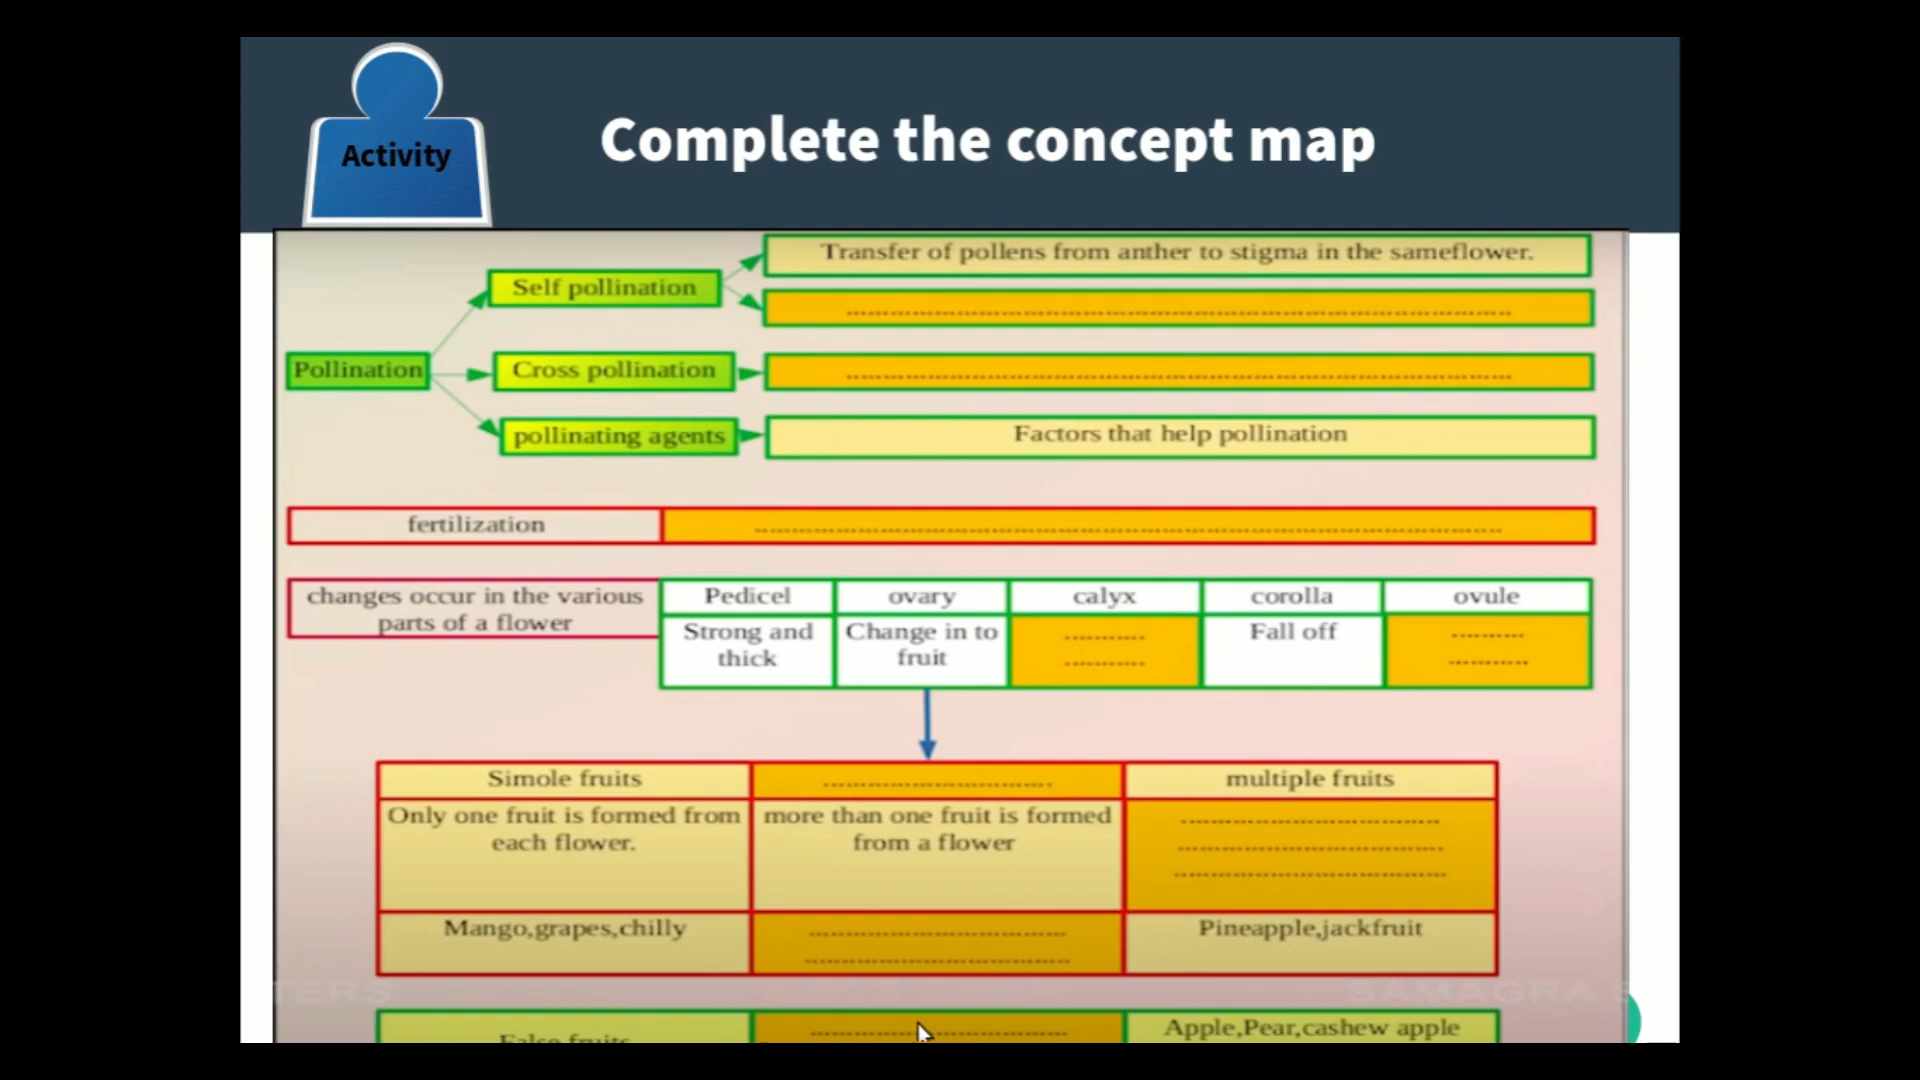 Activity
Complete the concept map
Transfer of pollens from anther to stigma in the sameflower.
Self pollination
Pollination
Cross pollination
pollinating agents
Factors that help pollination
fertilization
changes occur in the various
parts of a flower
Pedicel
ovary
calyx
corolla
ovule
Strong and
thick
Change in to
fruit
Fall off
Simole fruits
multiple fruits
Only one fruit is formed from
each flower.
more than one fruit is formed
from a flower
Mango,grapes,chilly
Pineapple,jackfruit
TERS
SAMAGRA
False fruits
Apple,Pear,cashew apple